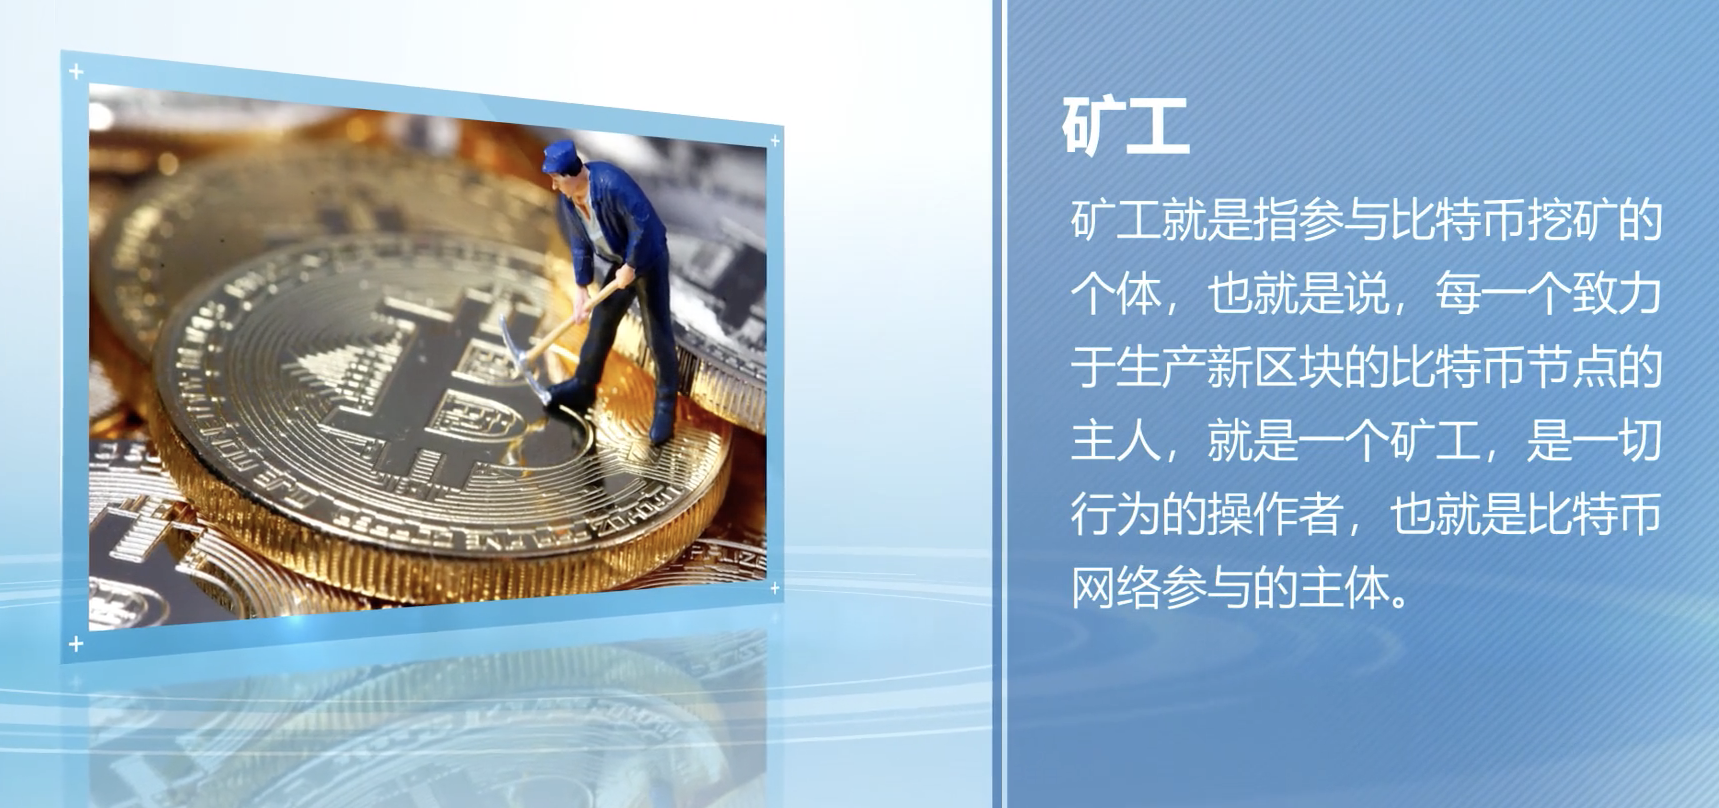 矿工
矿工就是指参与比特币挖矿的
个体，也就是说，每一个致力
于生产新区块的比特币节点的
主人，就是一个矿工，是一切
行为的操作者，也就是比特币
网络参与的主体。